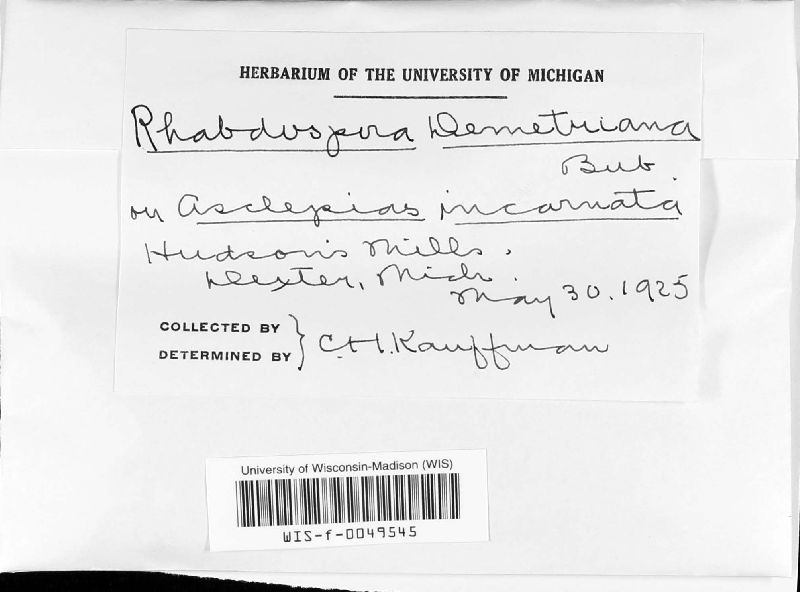 HERBARIUM OF THE UNIVERSITY OF MICHIGAN
Rhabdospora Demetriana
Bub.
on Asclepias incarnata
Hudson's Mills.
Dexter, Mich.
May 30. 1925
COLLECTED BY
DETERMINED BY } C.H. Kauffman
University of Wisconsin-Madison (WIS)
WIS-f-0049545